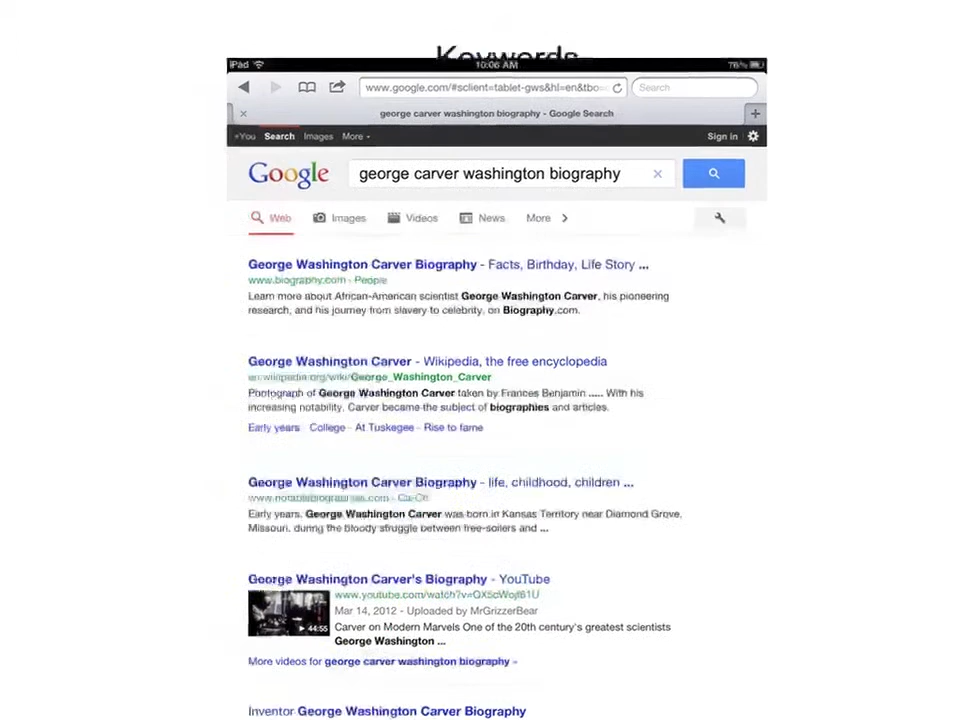 Keywords
iPad 10:06 AM 76%
www.google.com/#sclient=tablet-gws&hl=en&tbo= Search
george carver washington biography - Google Search
+You Search Images More Sign in
Google george carver washington biography
Web Images Videos News More
George Washington Carver Biography - Facts, Birthday, Life Story ...
www.biography.com › People
Learn more about African-American scientist George Washington Carver, his pioneering
research, and his journey from slavery to celebrity, on Biography.com.
George Washington Carver - Wikipedia, the free encyclopedia
en.wikipedia.org/wiki/George_Washington_Carver
Photograph of George Washington Carver taken by Frances Benjamin ..... With his
increasing notability, Carver became the subject of biographies and articles.
Early years - College - At Tuskegee - Rise to fame
George Washington Carver Biography - life, childhood, children ...
www.notablebiographies.com › Ca-Ch
Early years. George Washington Carver was born in Kansas Territory near Diamond Grove,
Missouri, during the bloody struggle between free-soilers and ...
George Washington Carver's Biography - YouTube
Mar 14, 2012 - Uploaded by MrGrizzerBear
44:55
Carver on Modern Marvels One of the 20th century's greatest scientists
George Washington ...
More videos for george carver washington biography »
Inventor George Washington Carver Biography